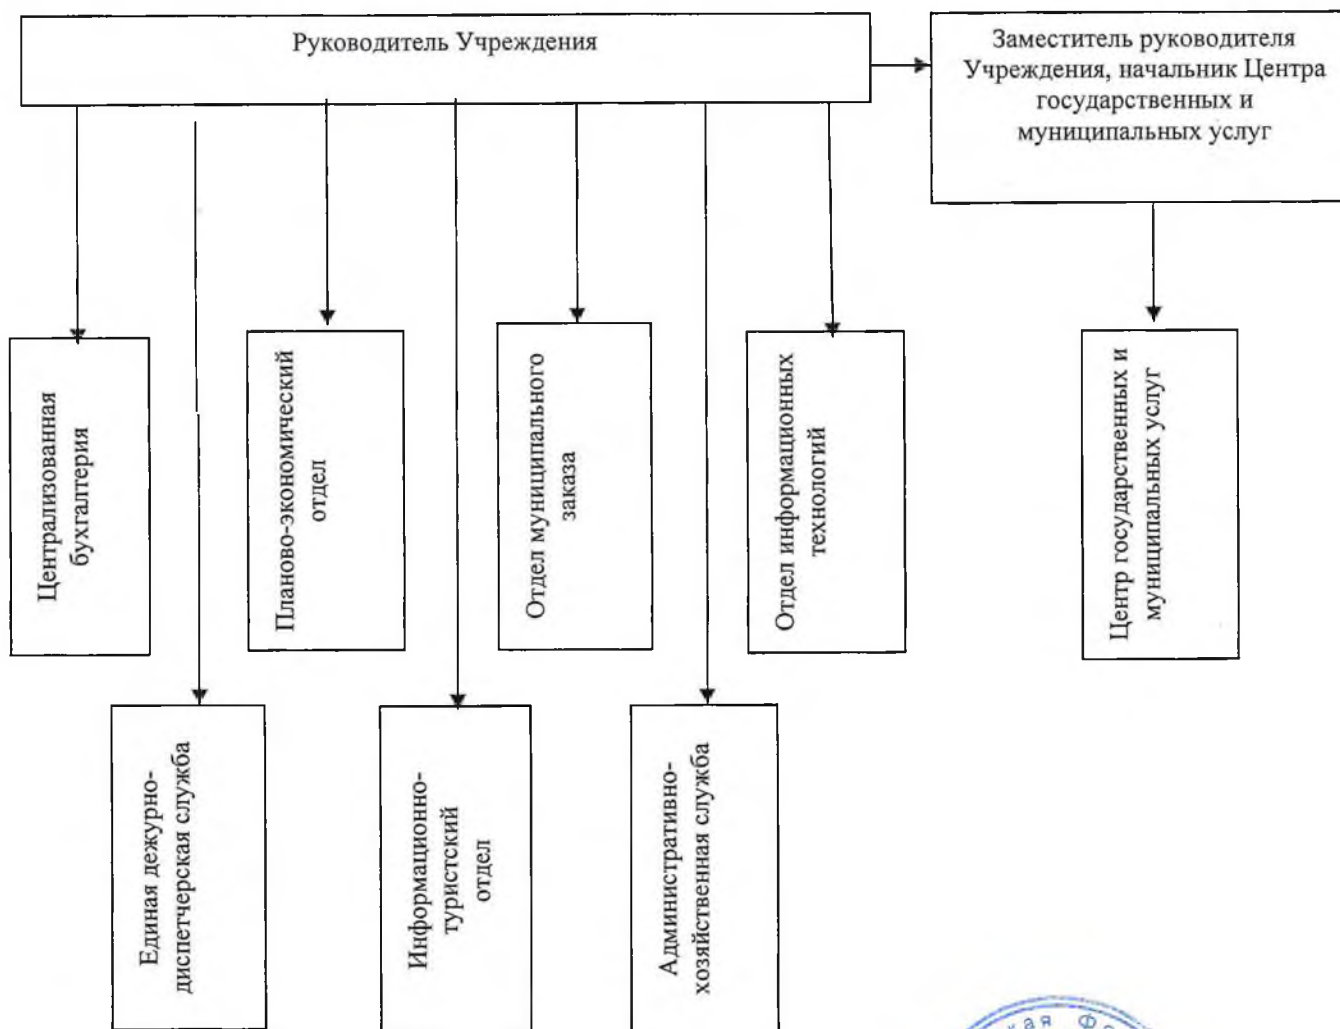 Руководитель Учреждения
Заместитель руководителя
Учреждения, начальник Центра
государственных и
муниципальных услуг
Централизованная
бухгалтерия
Планово-экономический
отдел
Отдел муниципального
заказа
Отдел информационных
технологий
Центр государственных и
муниципальных услуг
Единая дежурно-
диспетчерская служба
Информационно-
туристский
отдел
Административно-
хозяйственная служба